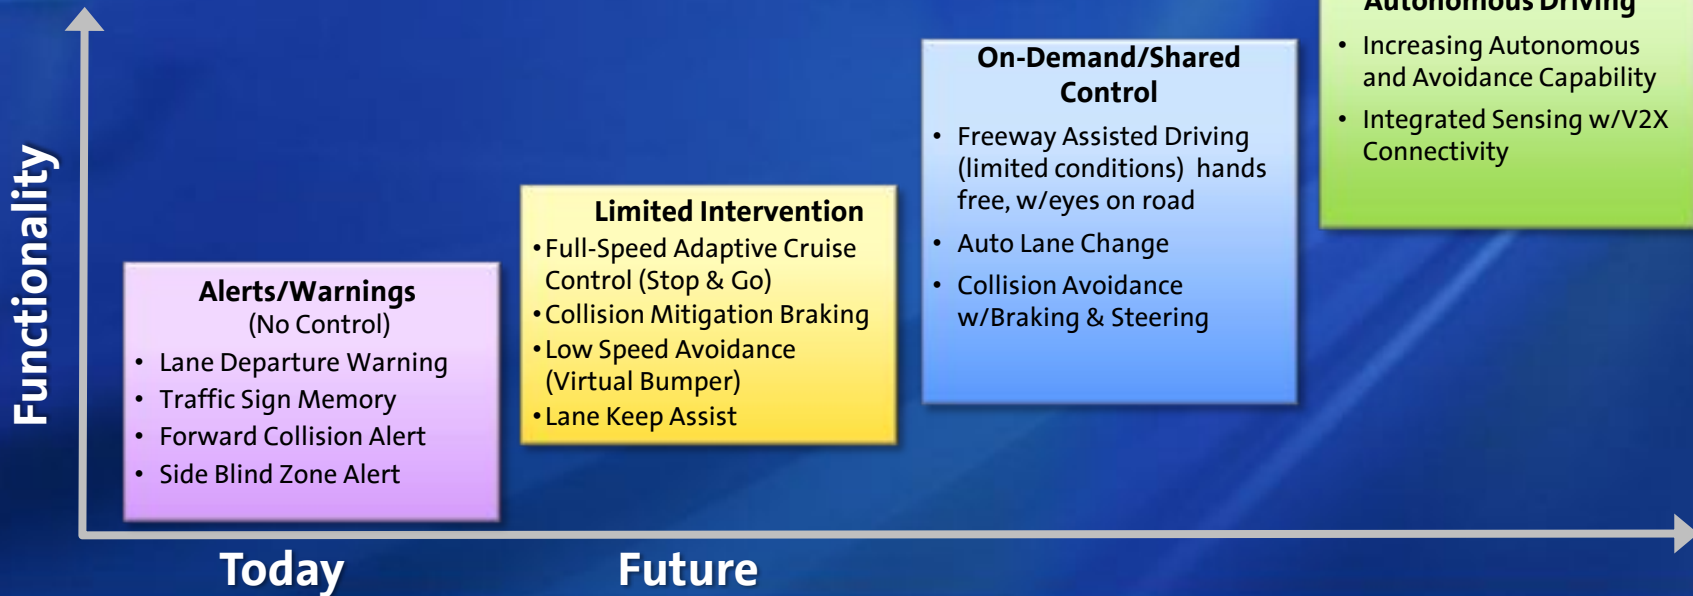 Functionality
Alerts/Warnings
(No Control)
• Lane Departure Warning
• Traffic Sign Memory
• Forward Collision Alert
• Side Blind Zone Alert
Limited Intervention
• Full-Speed Adaptive Cruise
Control (Stop & Go)
• Collision Mitigation Braking
• Low Speed Avoidance
(Virtual Bumper)
• Lane Keep Assist
On-Demand/Shared
Control
• Freeway Assisted Driving
(limited conditions) hands
free, w/eyes on road
• Auto Lane Change
• Collision Avoidance
w/Braking & Steering
Autonomous Driving
• Increasing Autonomous
and Avoidance Capability
• Integrated Sensing w/V2X
Connectivity
Today
Future